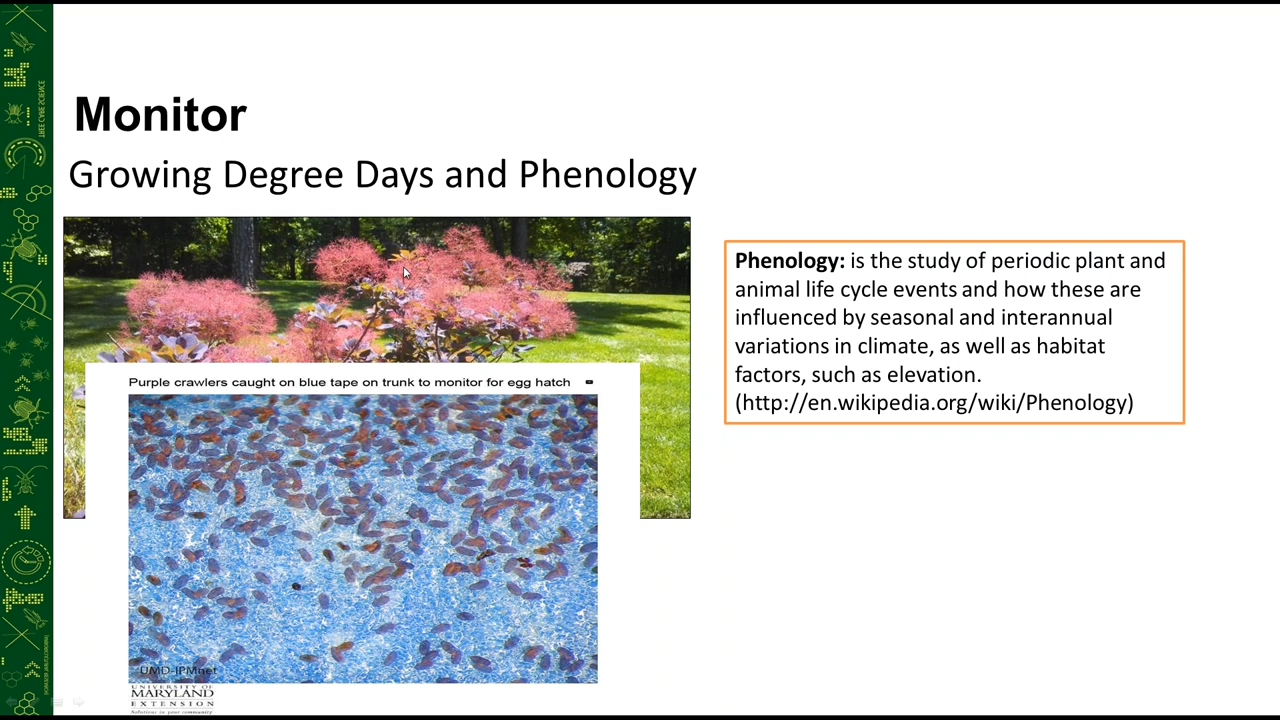 Monitor
Growing Degree Days and Phenology
Phenology: is the study of periodic plant and
animal life cycle events and how these are
influenced by seasonal and interannual
variations in climate, as well as habitat
factors, such as elevation.
(http://en.wikipedia.org/wiki/Phenology)
Purple crawlers caught on blue tape on trunk to monitor for egg hatch
UMD-IPMnet
UNIVERSITY OF
MARYLAND
EXTENSION
Solutions in your community
TREE CARE SCIENCE